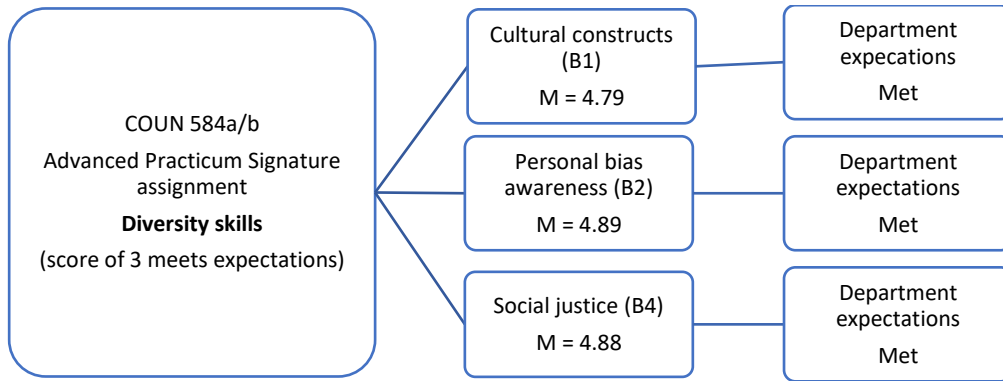 COUN 584a/b
Advanced Practicum Signature
assignment
Diversity skills
(score of 3 meets expectations)
Cultural constructs
(B1)
M = 4.79
Department
expecations
Met
Personal bias
awareness (B2)
M = 4.89
Department
expectations
Met
Social justice (B4)
M = 4.88
Department
expectations
Met